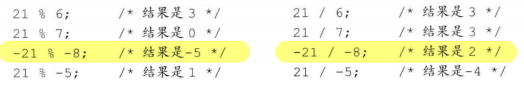 21 % 6; /* 结果是 3 */
21 % 7; /* 结果是 0 */
-21 % -8; /* 结果是-5 */
21 % -5; /* 结果是 1 */
21 / 6; /* 结果是 3 */
21 / 7; /* 结果是 3 */
-21 / -8; /* 结果是 2 */
21 / -5; /* 结果是-4 */